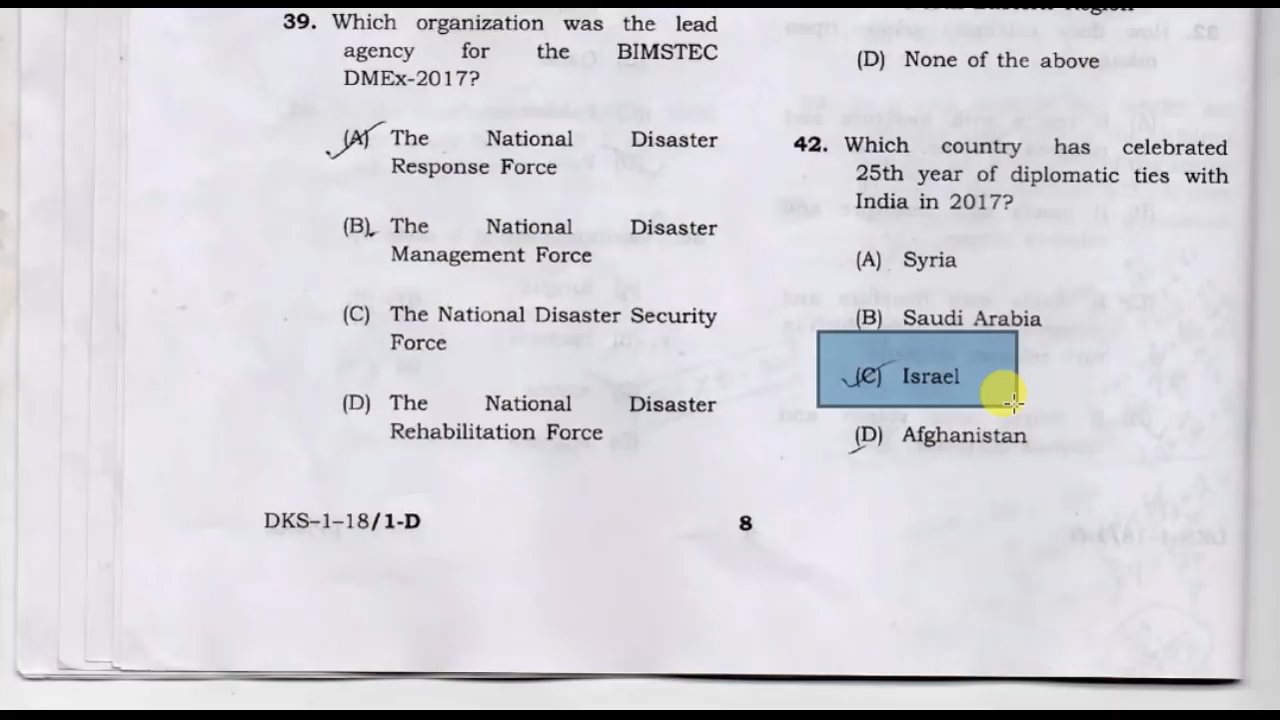 39. Which organization was the lead
agency for the BIMSTEC
DMEx-2017?
(A) The National Disaster
Response Force
(B) The National Disaster
Management Force
(C) The National Disaster Security
Force
(D) The National Disaster
Rehabilitation Force
(D) None of the above
42. Which country has celebrated
25th year of diplomatic ties with
India in 2017?
(A) Syria
(B) Saudi Arabia
(C) Israel
(D) Afghanistan
DKS-1-18/1-D
8